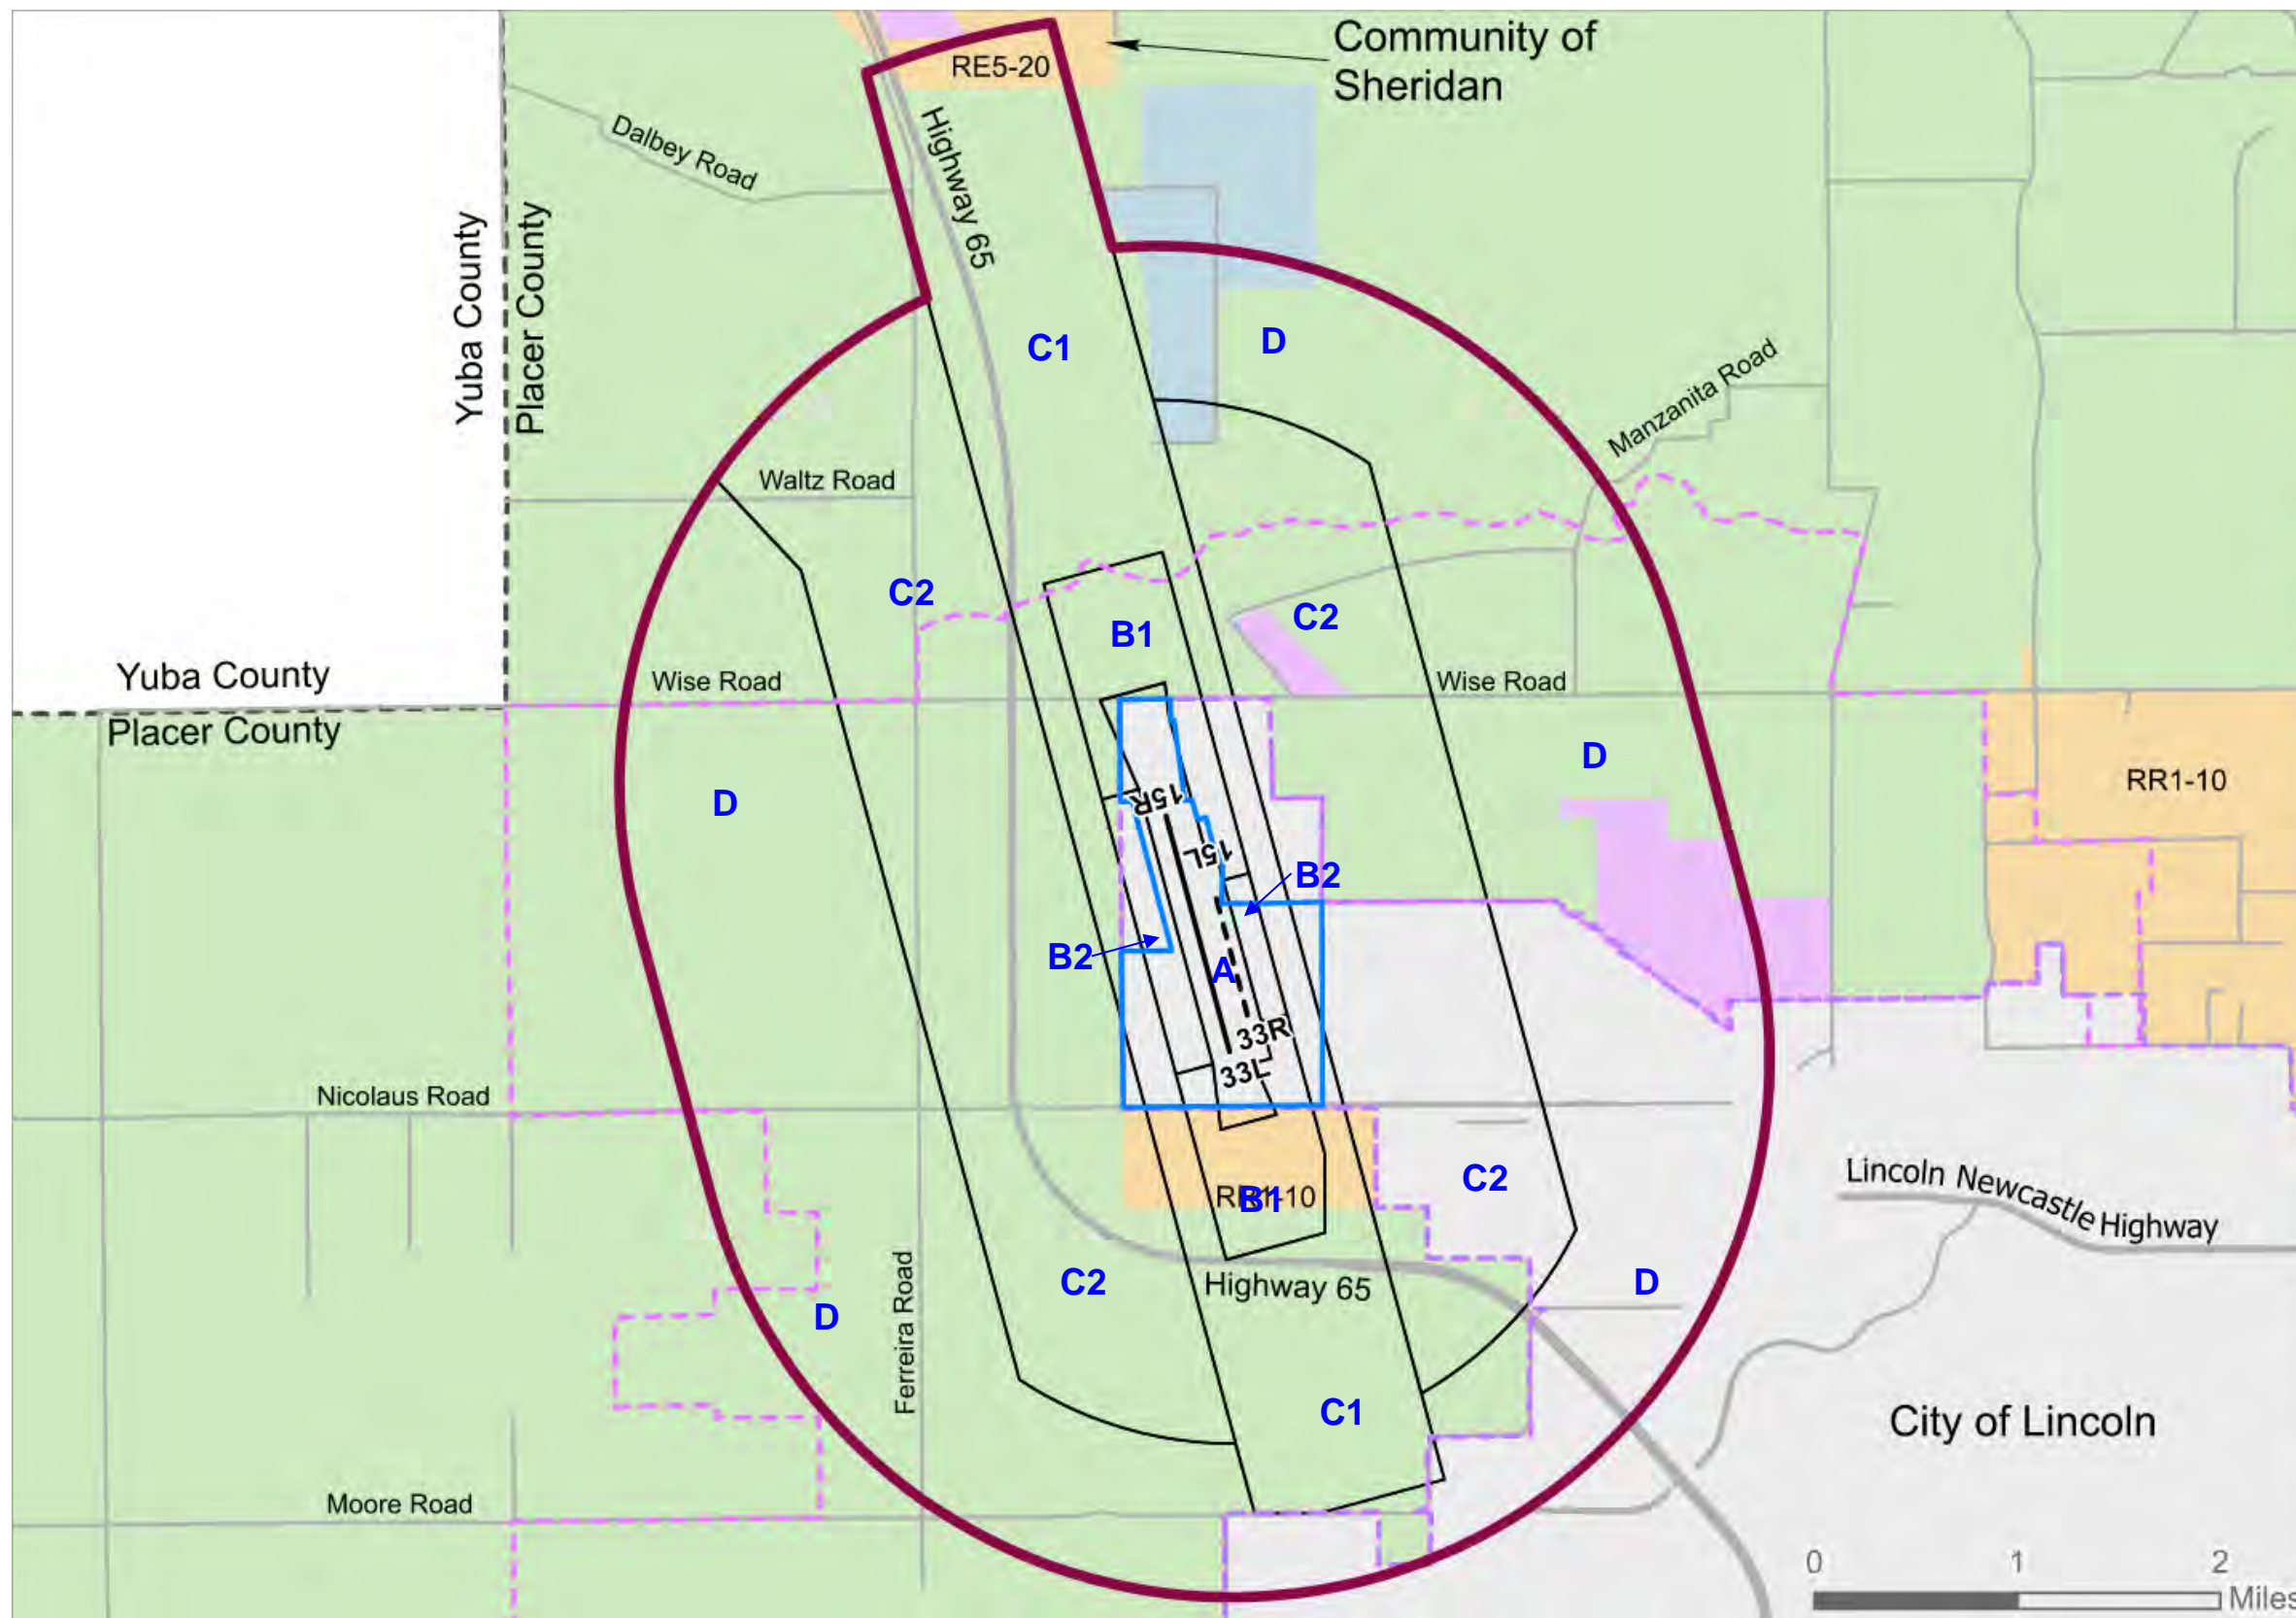 Community of
Sheridan
RE5-20
Dalbey Road
Highway 65
Yuba County
Placer County
C1
D
Manzanita Road
Waltz Road
C2
C2
B1
Yuba County
Wise Road
Wise Road
Placer County
D
D
RR1-10
15R
15L
B2
B2
A
33R
33L
Nicolaus Road
Lincoln Newcastle Highway
C2
RR1-10
B1
C2
Highway 65
D
D
Ferreira Road
C1
City of Lincoln
Moore Road
0 1 2
Miles